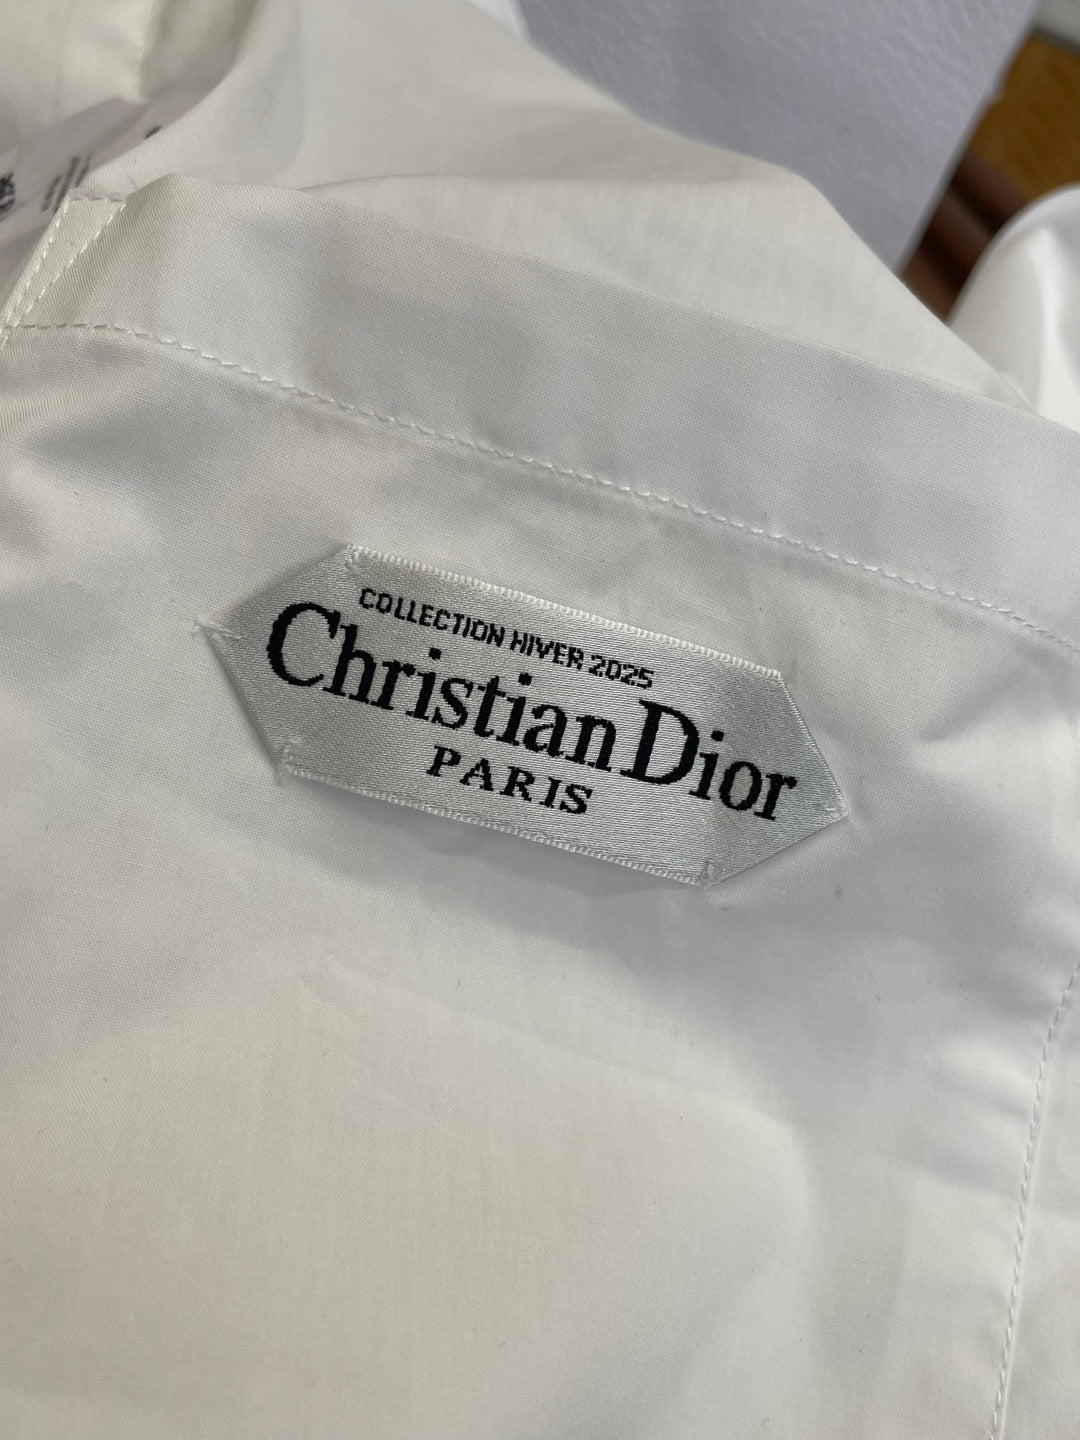 COLLECTION HIVER 2025
Christian Dior
PARIS